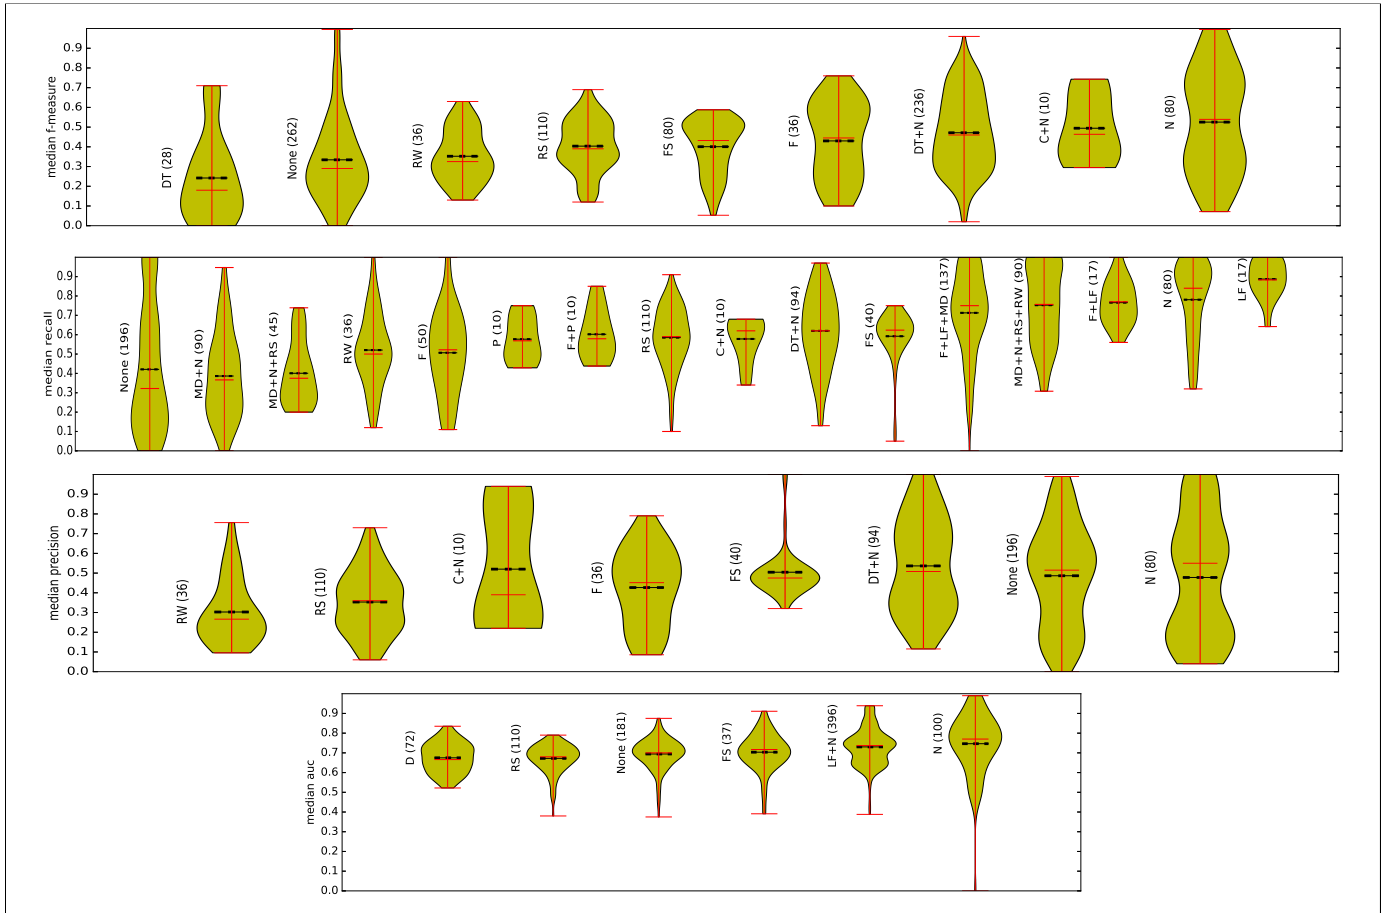 median f-measure
0.9
0.8
0.7
0.6
0.5
0.4
0.3
0.2
0.1
0.0
DT (28)
None (262)
RW (36)
RS (110)
FS (80)
F (36)
DT+N (236)
C+N (10)
N (80)
median recall
0.9
0.8
0.7
0.6
0.5
0.4
0.3
0.2
0.1
0.0
None (196)
MD+N (90)
MD+N+RS (45)
RW (36)
F (50)
P (10)
F+P (10)
RS (110)
C+N (10)
DT+N (94)
FS (40)
F+LF+MD (137)
MD+N+RS+RW (90)
F+LF (17)
N (80)
LF (17)
median precision
0.9
0.8
0.7
0.6
0.5
0.4
0.3
0.2
0.1
0.0
RW (36)
RS (110)
C+N (10)
F (36)
FS (40)
DT+N (94)
None (196)
N (80)
median auc
0.9
0.8
0.7
0.6
0.5
0.4
0.3
0.2
0.1
0.0
D (72)
RS (110)
None (181)
FS (37)
LF+N (396)
N (100)